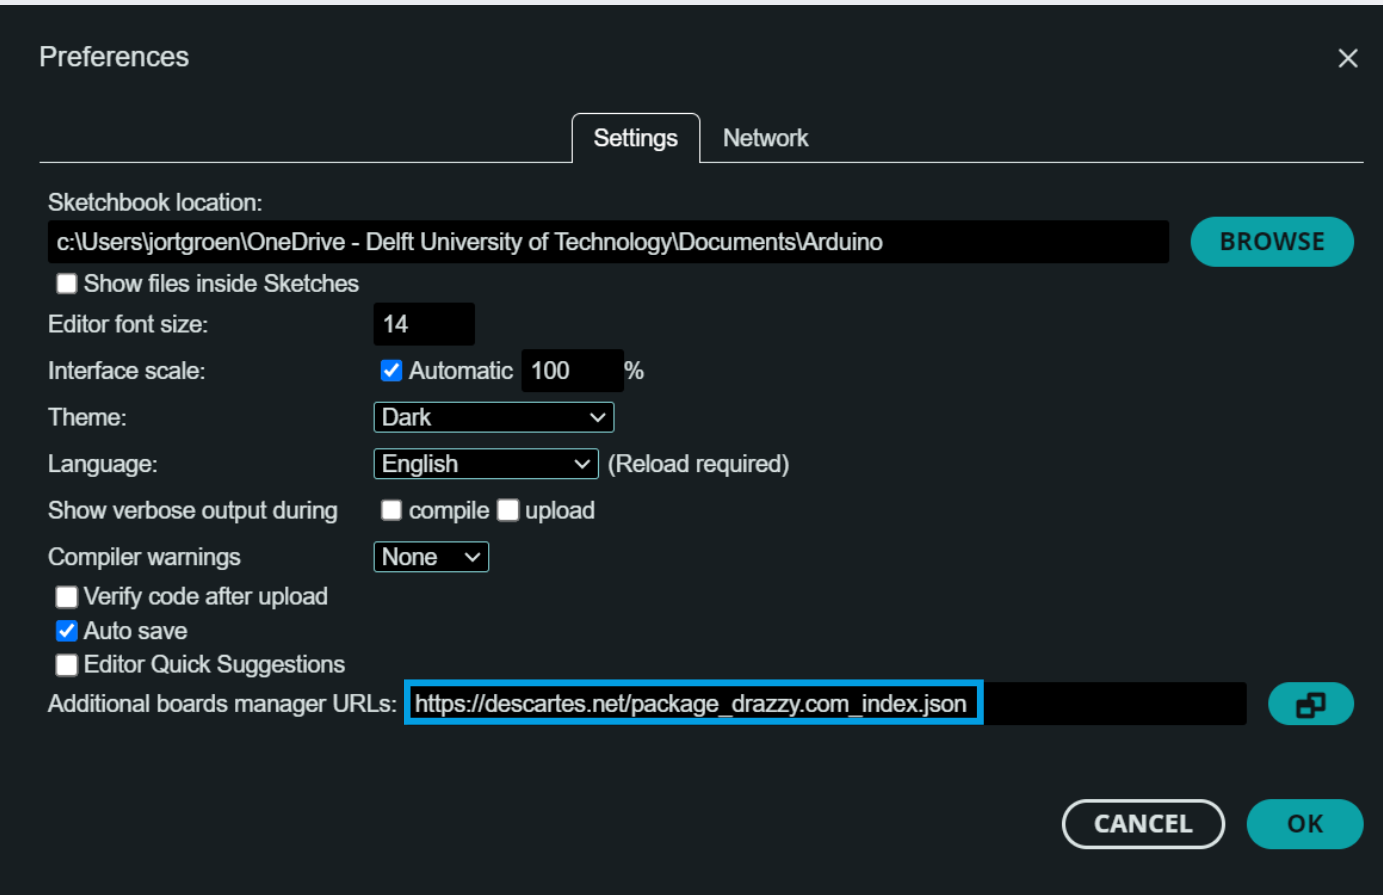 Preferences
Settings Network
Sketchbook location:
c:\Users\jortgroen\OneDrive - Delft University of Technology\Documents\Arduino BROWSE
Show files inside Sketches
Editor font size: 14
Interface scale: Automatic 100 %
Theme: Dark
Language: English (Reload required)
Show verbose output during compile upload
Compiler warnings None
Verify code after upload
Auto save
Editor Quick Suggestions
Additional boards manager URLs: https://descartes.net/package_drazzy.com_index.json
CANCEL OK